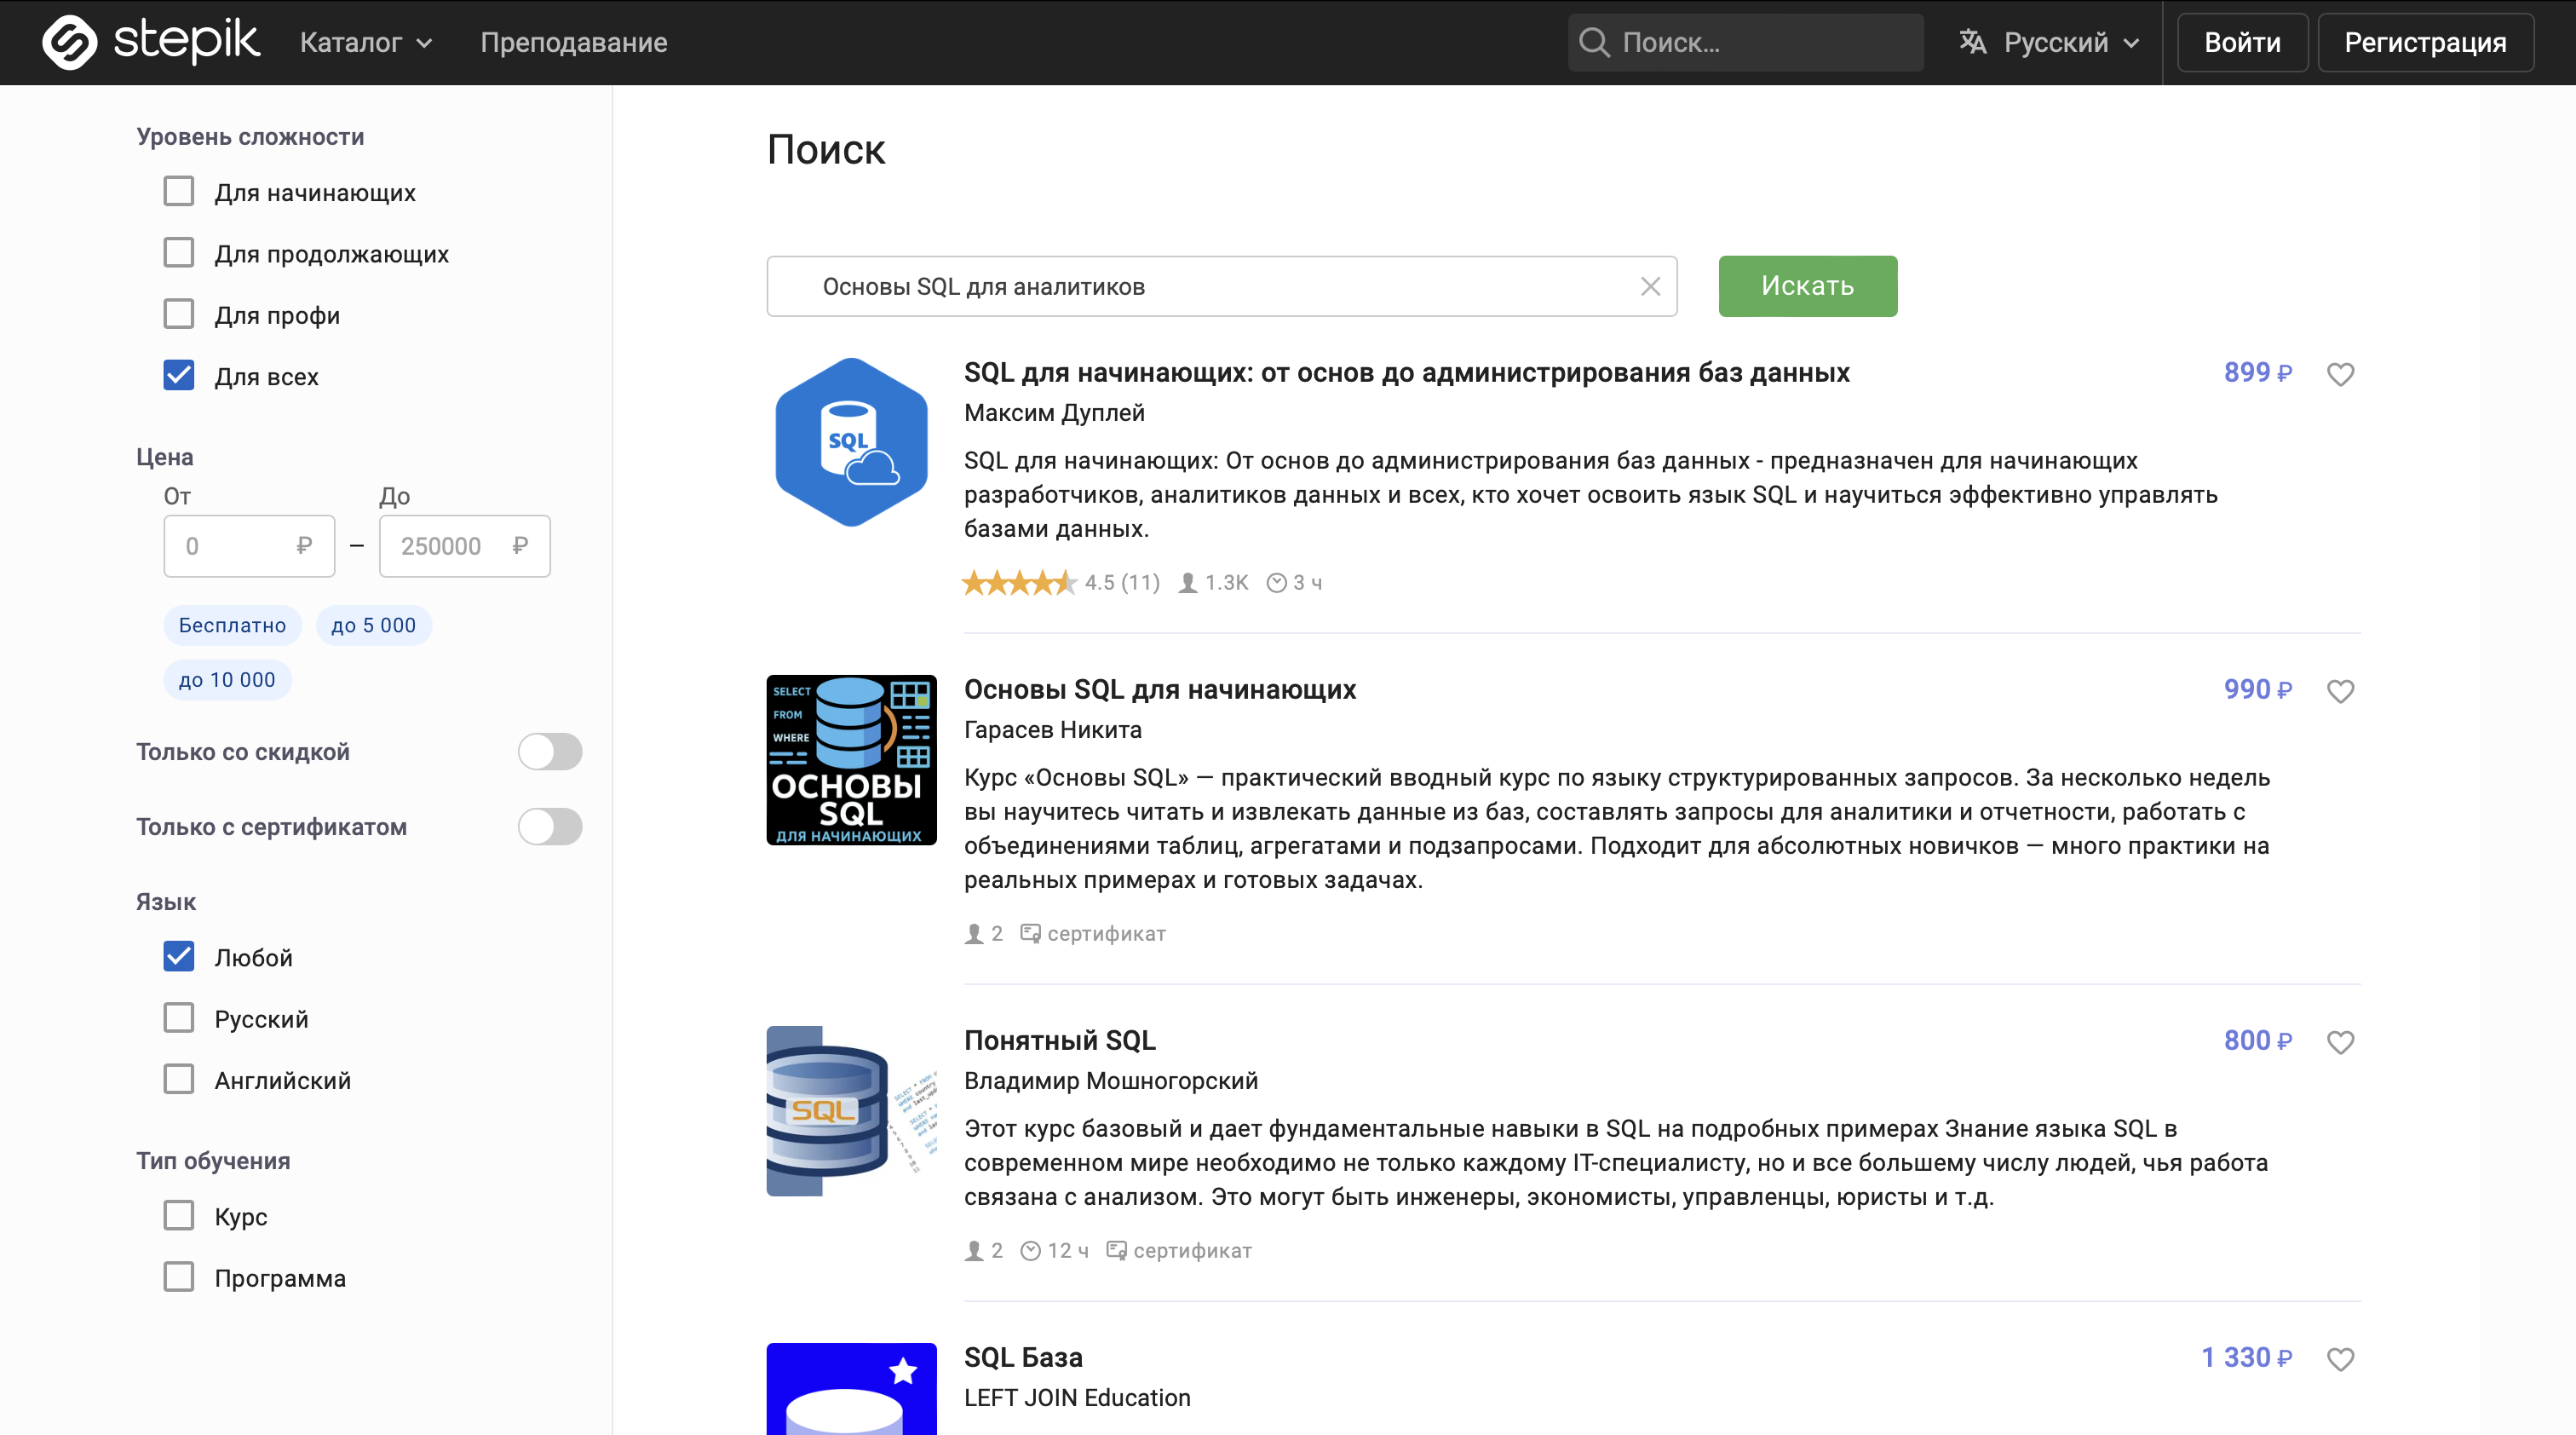 stepik
Каталог
Преподавание
Поиск...
Русский
Войти
Регистрация
Уровень сложности
Для начинающих
Для продолжающих
Для профи
Для всех
Цена
От
До
0 ₽ – 250000 ₽
Бесплатно
до 5 000
до 10 000
Только со скидкой
Только с сертификатом
Язык
Любой
Русский
Английский
Тип обучения
Курс
Программа
Поиск
Основы SQL для аналитиков
Искать
SQL
SQL для начинающих: от основ до администрирования баз данных
899 ₽
Максим Дуплей
SQL для начинающих: От основ до администрирования баз данных - предназначен для начинающих
разработчиков, аналитиков данных и всех, кто хочет освоить язык SQL и научиться эффективно управлять
базами данных.
4.5 (11) 1.3K 3 ч
SELECT
FROM
WHERE
ОСНОВЫ
SQL
ДЛЯ НАЧИНАЮЩИХ
Основы SQL для начинающих
990 ₽
Гарасев Никита
Курс «Основы SQL» — практический вводный курс по языку структурированных запросов. За несколько недель
вы научитесь читать и извлекать данные из баз, составлять запросы для аналитики и отчетности, работать с
объединениями таблиц, агрегатами и подзапросами. Подходит для абсолютных новичков — много практики на
реальных примерах и готовых задачах.
2 сертификат
SQL
Понятный SQL
800 ₽
Владимир Мошногорский
Этот курс базовый и дает фундаментальные навыки в SQL на подробных примерах Знание языка SQL в
современном мире необходимо не только каждому IT-специалисту, но и все большему числу людей, чья работа
связана с анализом. Это могут быть инженеры, экономисты, управленцы, юристы и т.д.
2 12 ч сертификат
SQL База
1 330 ₽
LEFT JOIN Education